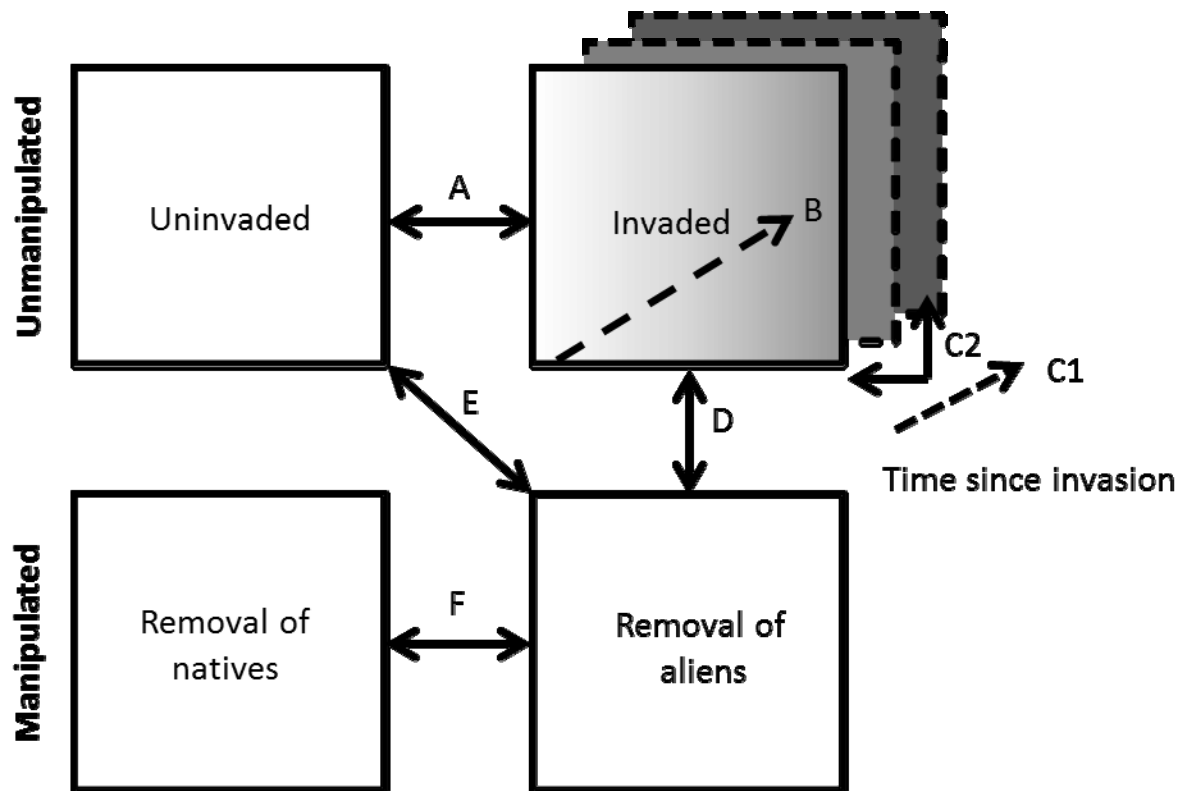 Unmanipulated
Uninvaded
A
Invaded
B
C2
C1
E
D
Time since invasion
Manipulated
Removal of
natives
F
Removal of
aliens